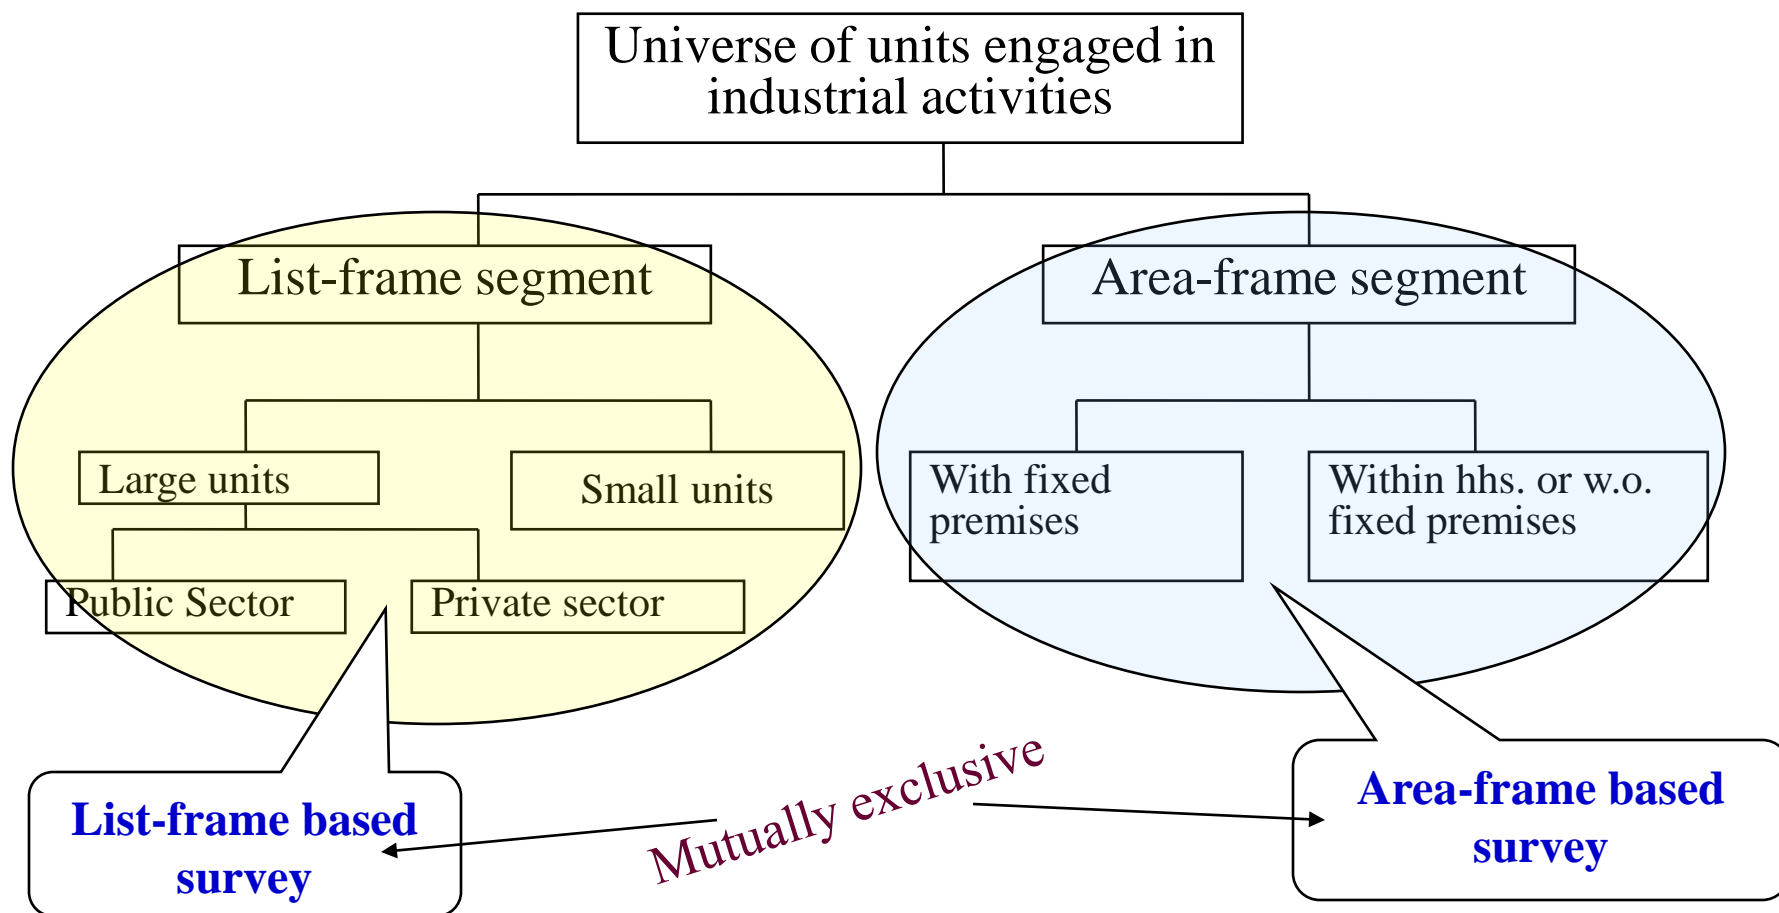 Universe of units engaged in
industrial activities
List-frame segment
Area-frame segment
Large units
Small units
With fixed
premises
Within hhs. or w.o.
fixed premises
Public Sector
Private sector
List-frame based
survey
Mutually exclusive
Area-frame based
survey